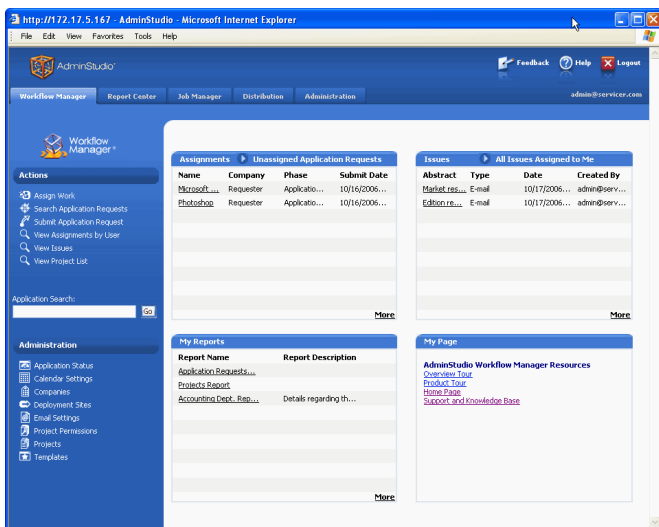 http://172.17.5.167 - AdminStudio - Microsoft Internet Explorer
File Edit View Favorites Tools Help
AdminStudio
Feedback Help Logout
Workflow Manager Report Center Job Manager Distribution Administration
admin@servicer.com
Workflow
Manager
Actions
Assign Work
Search Application Requests
Submit Application Request
View Assignments by User
View Issues
View Project List
Application Search:
Go
Administration
Application Status
Calendar Settings
Companies
Deployment Sites
Email Settings
Project Permissions
Projects
Templates
Assignments Unassigned Application Requests
Name Company Phase Submit Date
Microsoft ... Requester Applicatio... 10/16/2006...
Photoshop Requester Applicatio... 10/16/2006...
More
Issues All Issues Assigned to Me
Abstract Type Date Created By
Market res... E-mail 10/17/2006... admin@serv...
Edition re... E-mail 10/17/2006... admin@serv...
More
My Reports
Report Name Report Description
Application Requests...
Projects Report
Accounting Dept. Rep... Details regarding th...
More
My Page
AdminStudio Workflow Manager Resources
Overview Tour
Product Tour
Home Page
Support and Knowledge Base